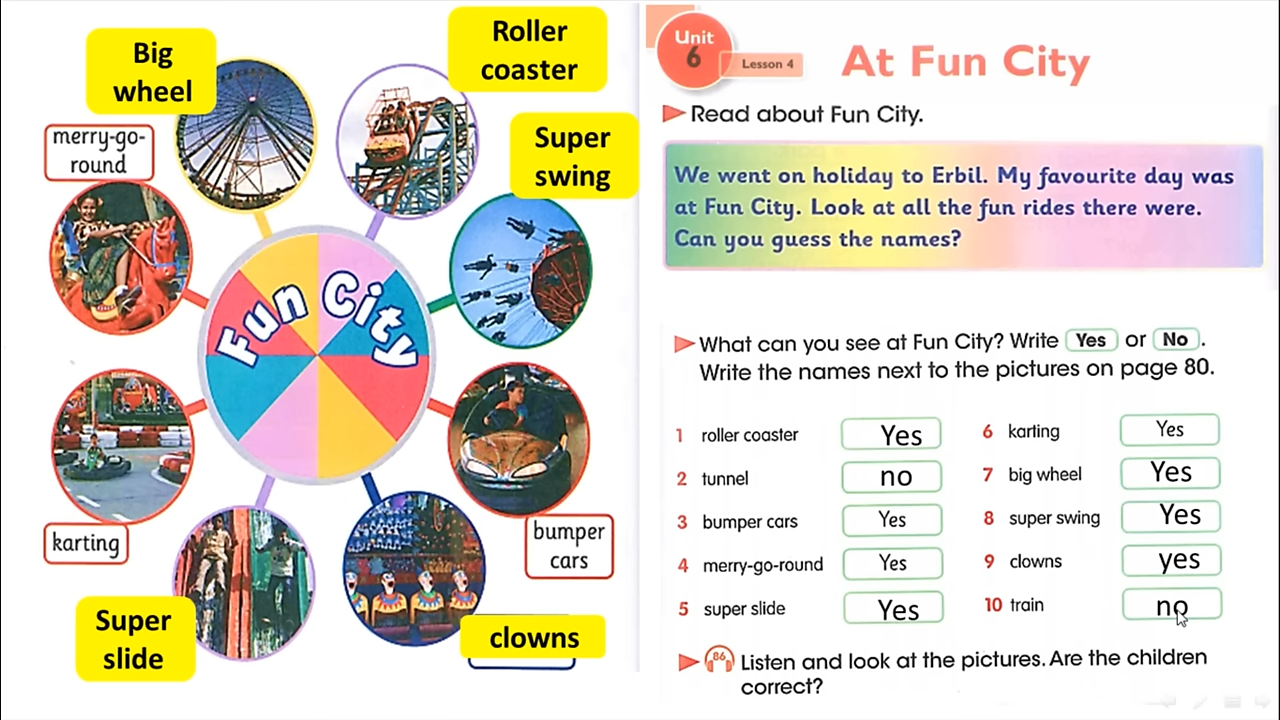 Big
wheel
Roller
coaster
merry-go-
round
Super
swing
Fun City
karting
bumper
cars
Super
slide
clowns
Unit
6
Lesson 4
At Fun City
Read about Fun City.
We went on holiday to Erbil. My favourite day was
at Fun City. Look at all the fun rides there were.
Can you guess the names?
What can you see at Fun City? Write Yes or No.
Write the names next to the pictures on page 80.
1 roller coaster Yes
2 tunnel no
3 bumper cars Yes
4 merry-go-round Yes
5 super slide Yes
6 karting Yes
7 big wheel Yes
8 super swing Yes
9 clowns yes
10 train no
86
Listen and look at the pictures. Are the children
correct?